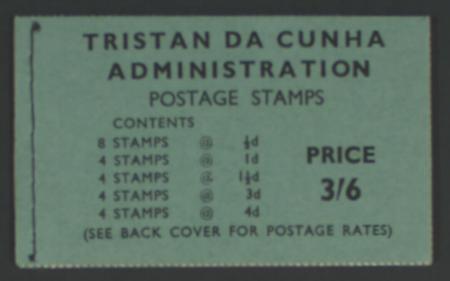 TRISTAN DA CUNHA
ADMINISTRATION
POSTAGE STAMPS
CONTENTS
8 STAMPS @ ½d
4 STAMPS @ 1d
4 STAMPS @ 1½d
4 STAMPS @ 3d
4 STAMPS @ 4d
PRICE
3/6
(SEE BACK COVER FOR POSTAGE RATES)